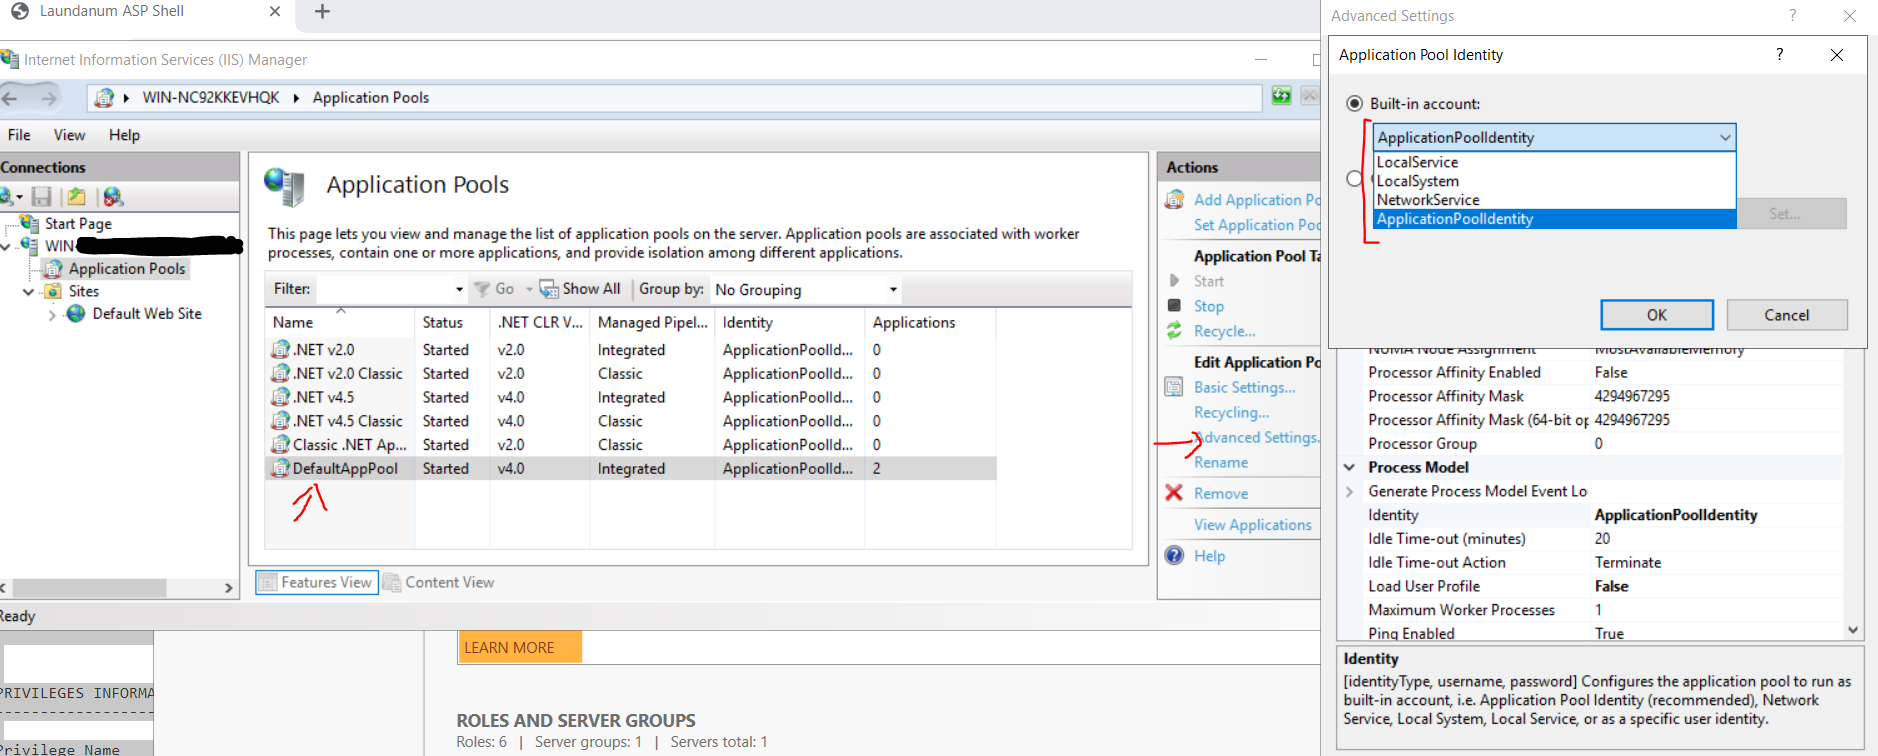 Laundanum ASP Shell
Internet Information Services (IIS) Manager
WIN-NC92KKEVHQK
Application Pools
File View Help
Connections
Start Page
WIN-
Application Pools
Sites
Default Web Site
Ready
Application Pools
This page lets you view and manage the list of application pools on the server. Application pools are associated with worker
processes, contain one or more applications, and provide isolation among different applications.
Filter: Go Show All Group by: No Grouping
Name Status .NET CLR V... Managed Pipel... Identity Applications
.NET v2.0 Started v2.0 Integrated ApplicationPoolId... 0
.NET v2.0 Classic Started v2.0 Classic ApplicationPoolId... 0
.NET v4.5 Started v4.0 Integrated ApplicationPoolId... 0
.NET v4.5 Classic Started v4.0 Classic ApplicationPoolId... 0
Classic .NET Ap... Started v2.0 Classic ApplicationPoolId... 0
DefaultAppPool Started v4.0 Integrated ApplicationPoolId... 2
Features View Content View
Actions
Add Application Po
Set Application Poo
Application Pool Ta
Start
Stop
Recycle...
Edit Application Po
Basic Settings...
Recycling...
Advanced Settings.
Rename
Remove
View Applications
Help
PRIVILEGES INFORMA
Privilege Name
LEARN MORE
ROLES AND SERVER GROUPS
Roles: 6 | Server groups: 1 | Servers total: 1
Advanced Settings
Application Pool Identity
Built-in account:
ApplicationPoolIdentity
LocalService
LocalSystem
NetworkService
ApplicationPoolIdentity
Set...
OK Cancel
NUMA Node Assignment MostAvailableMemory
Processor Affinity Enabled False
Processor Affinity Mask 4294967295
Processor Affinity Mask (64-bit op 4294967295
Processor Group 0
Process Model
Generate Process Model Event Lo
Identity ApplicationPoolIdentity
Idle Time-out (minutes) 20
Idle Time-out Action Terminate
Load User Profile False
Maximum Worker Processes 1
Ping Enabled True
Identity
[identityType, username, password] Configures the application pool to run as
built-in account, i.e. Application Pool Identity (recommended), Network
Service, Local System, Local Service, or as a specific user identity.